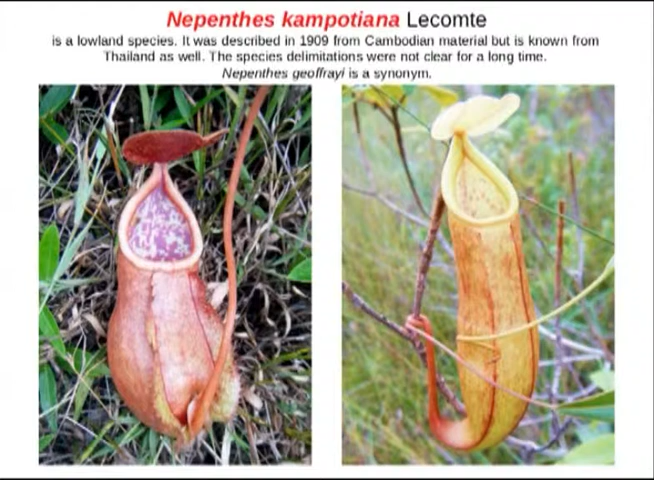 Nepenthes kampotiana Lecomte
is a lowland species. It was described in 1909 from Cambodian material but is known from
Thailand as well. The species delimitations were not clear for a long time.
Nepenthes geoffrayi is a synonym.